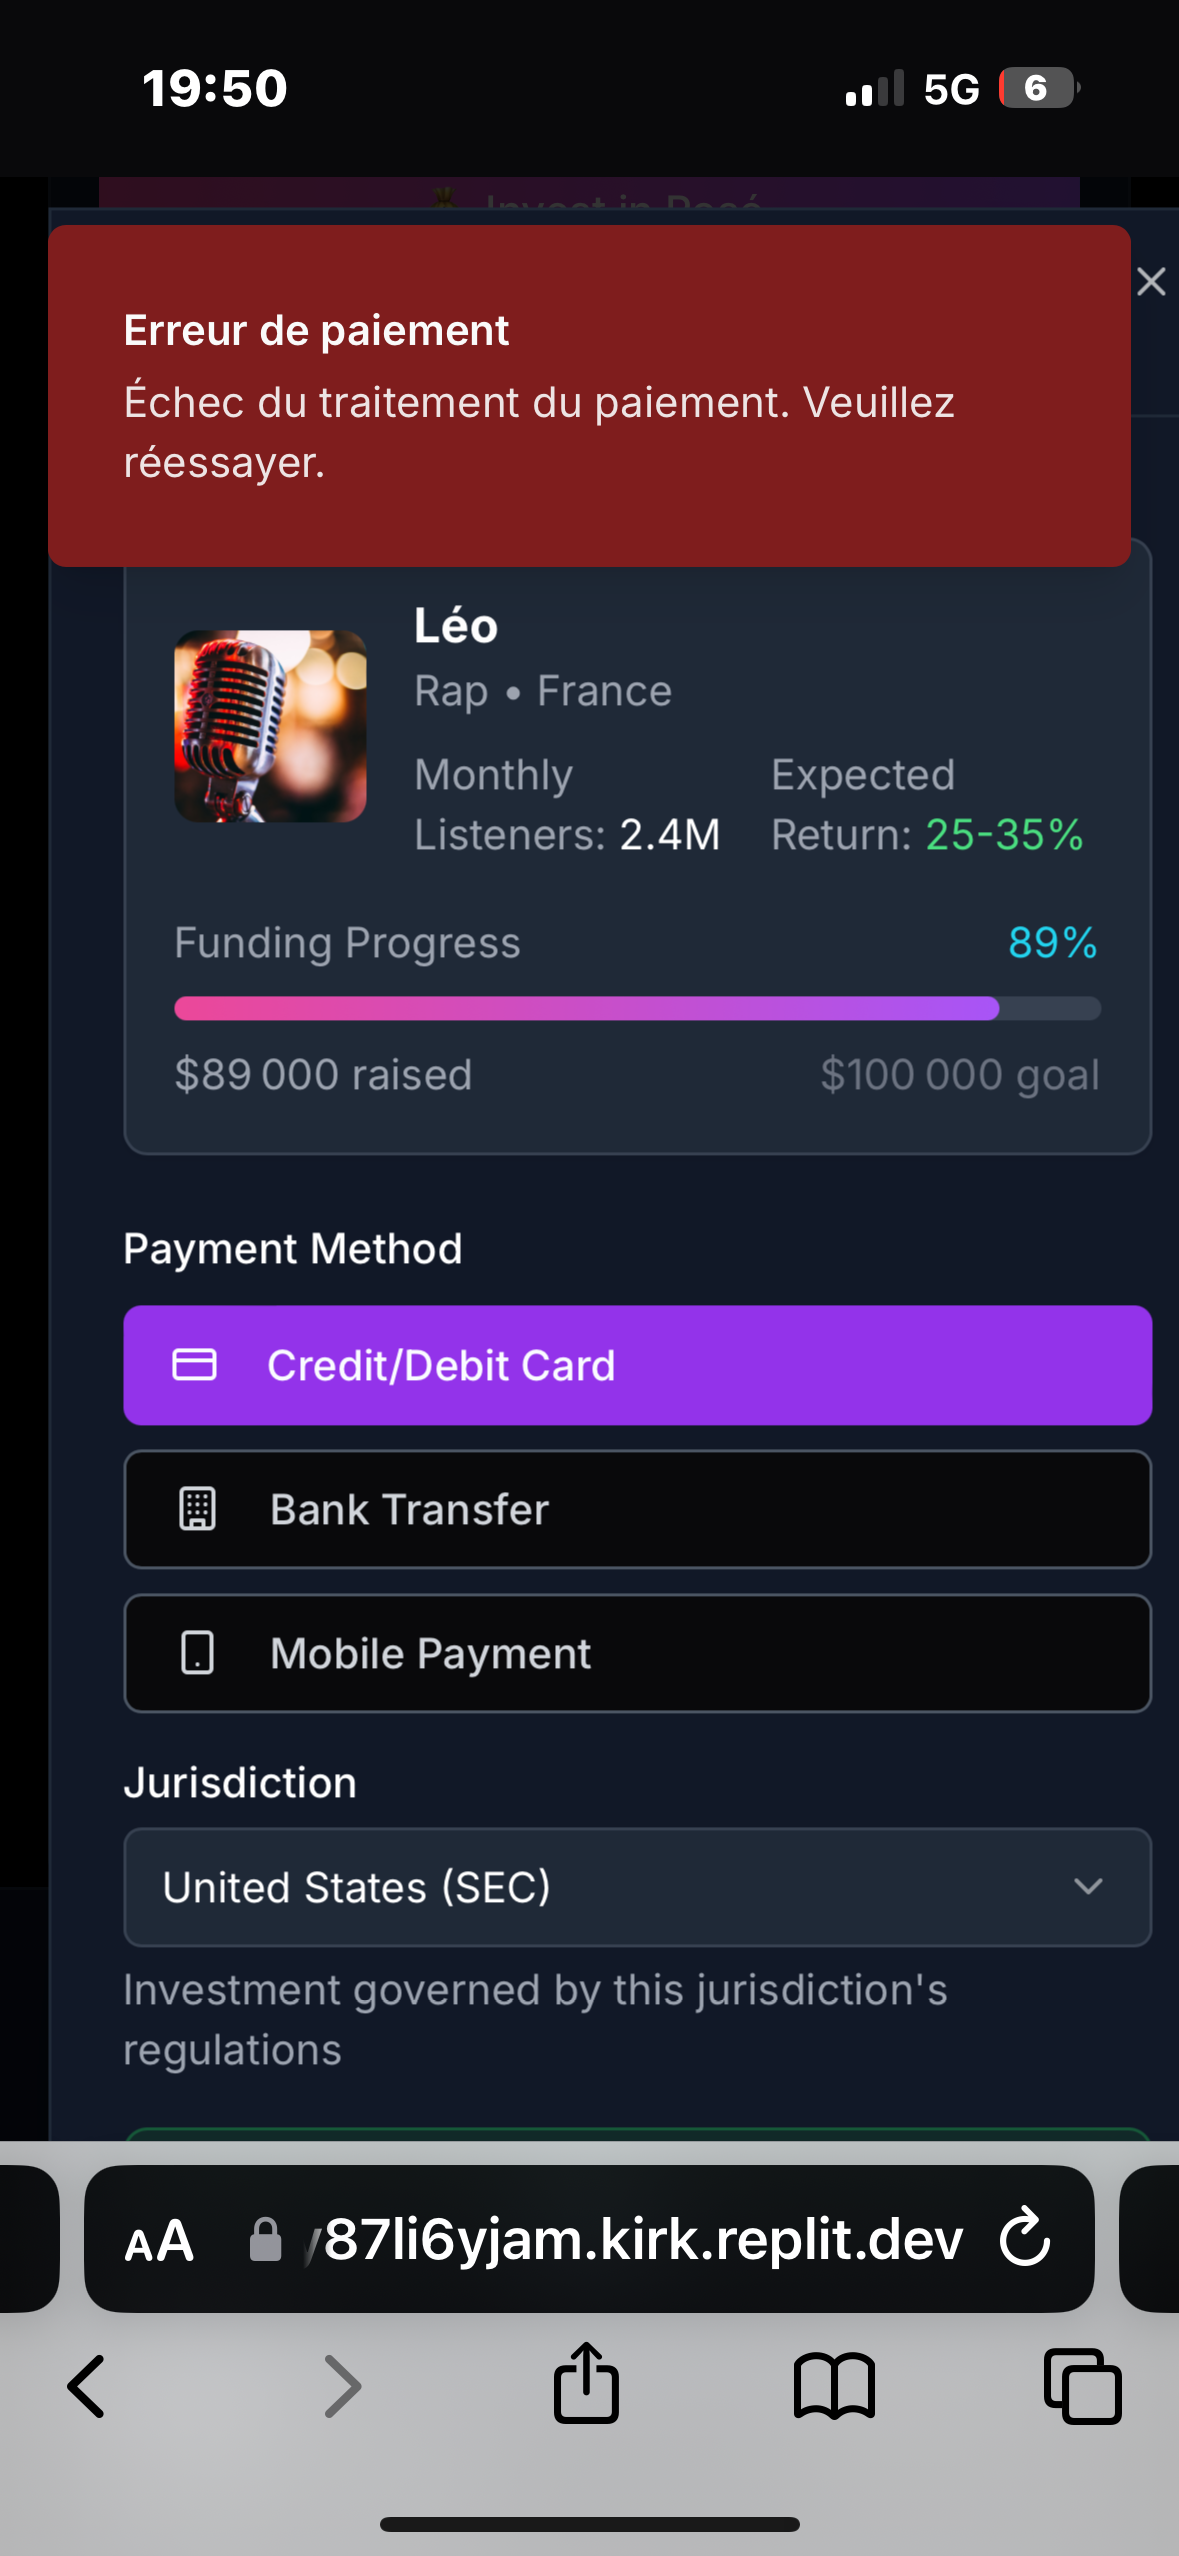 19:50
5G
6
Invest in Rosé
Erreur de paiement
Échec du traitement du paiement. Veuillez
réessayer.
Léo
Rap • France
Monthly
Listeners: 2.4M
Expected
Return: 25-35%
Funding Progress
89%
$89 000 raised
$100 000 goal
Payment Method
Credit/Debit Card
Bank Transfer
Mobile Payment
Jurisdiction
United States (SEC)
Investment governed by this jurisdiction's
regulations
AA
87li6yjam.kirk.replit.dev